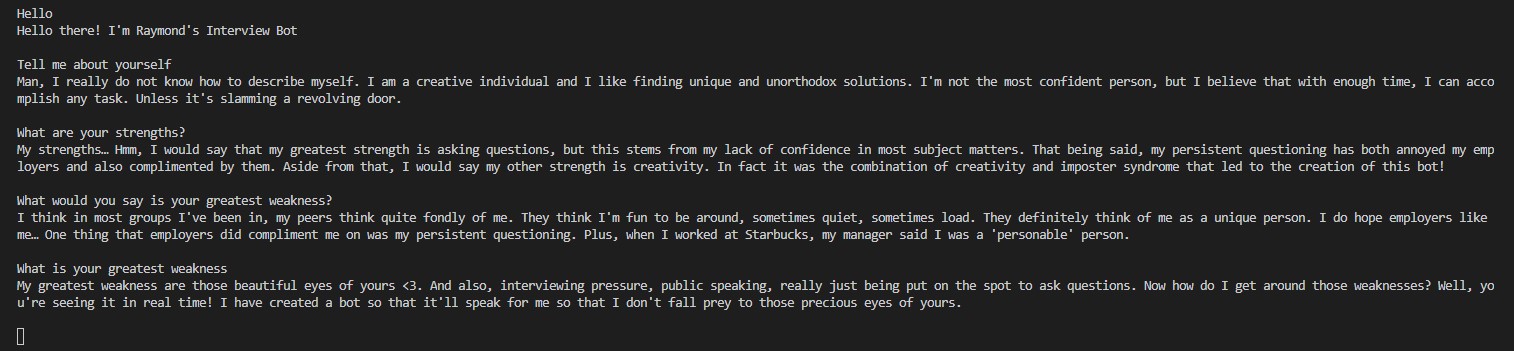 Hello
Hello there! I'm Raymond's Interview Bot
Tell me about yourself
Man, I really do not know how to describe myself. I am a creative individual and I like finding unique and unorthodox solutions. I'm not the most confident person, but I believe that with enough time, I can acco
mplish any task. Unless it's slamming a revolving door.
What are your strengths?
My strengths… Hmm, I would say that my greatest strength is asking questions, but this stems from my lack of confidence in most subject matters. That being said, my persistent questioning has both annoyed my emp
loyers and also complimented by them. Aside from that, I would say my other strength is creativity. In fact it was the combination of creativity and imposter syndrome that led to the creation of this bot!
What would you say is your greatest weakness?
I think in most groups I've been in, my peers think quite fondly of me. They think I'm fun to be around, sometimes quiet, sometimes load. They definitely think of me as a unique person. I do hope employers like
me… One thing that employers did compliment me on was my persistent questioning. Plus, when I worked at Starbucks, my manager said I was a 'personable' person.
What is your greatest weakness
My greatest weakness are those beautiful eyes of yours <3. And also, interviewing pressure, public speaking, really just being put on the spot to ask questions. Now how do I get around those weaknesses? Well, yo
u're seeing it in real time! I have created a bot so that it'll speak for me so that I don't fall prey to those precious eyes of yours.